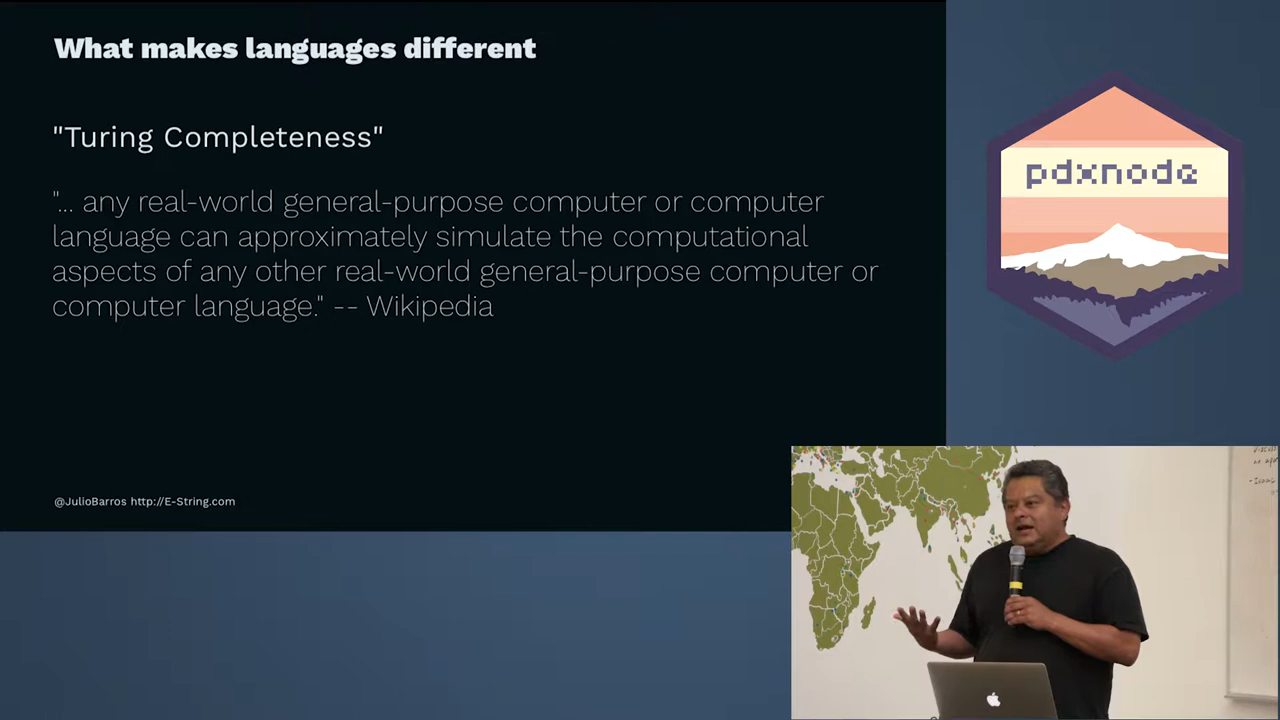 What makes languages different
"Turing Completeness"
"... any real-world general-purpose computer or computer
language can approximately simulate the computational
aspects of any other real-world general-purpose computer or
computer language." -- Wikipedia
@JulioBarros http://E-String.com
pdxnode